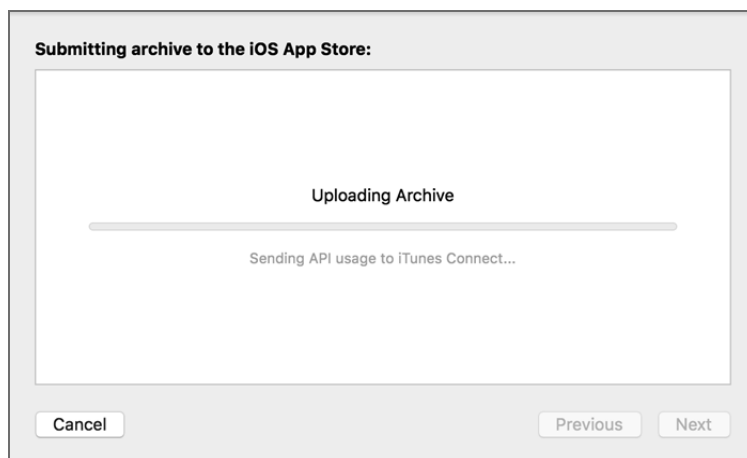 Submitting archive to the iOS App Store:
Uploading Archive
Sending API usage to iTunes Connect...
Cancel
Previous
Next